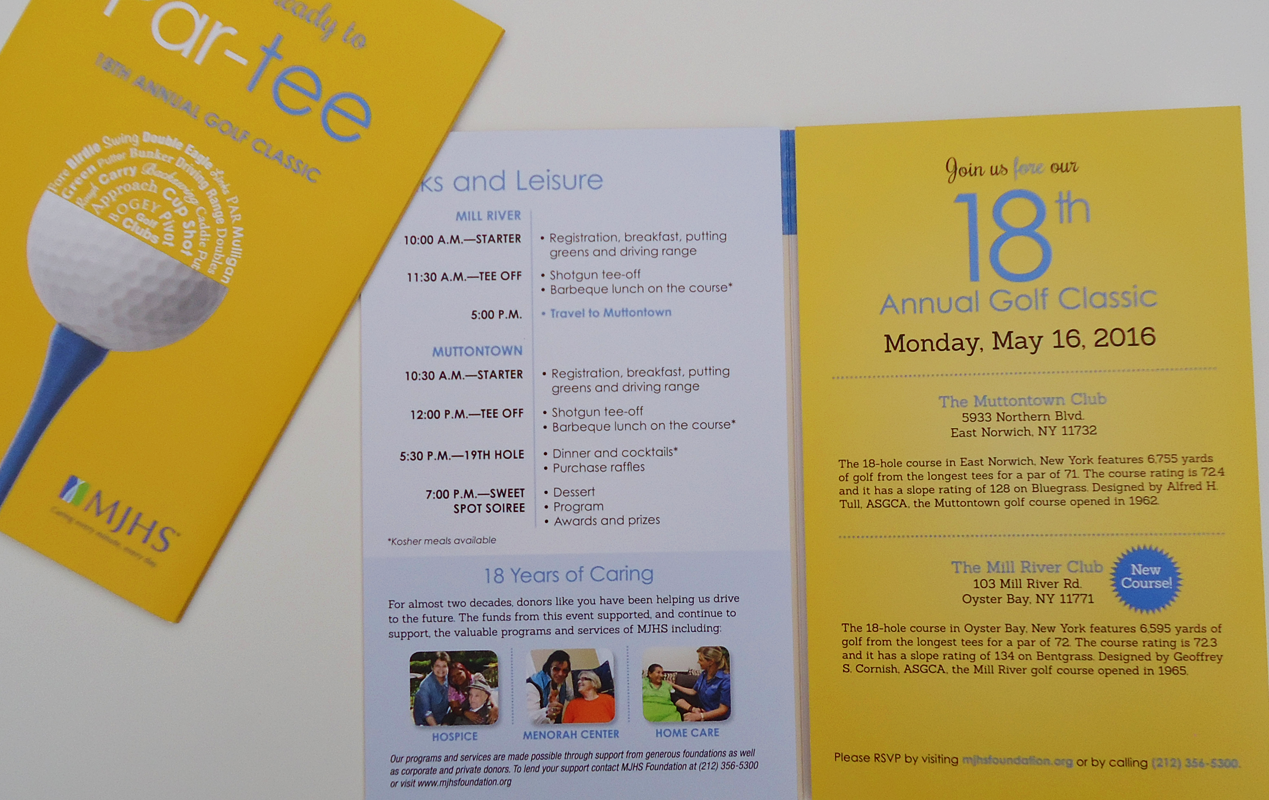 ready to
Par-tee
18TH ANNUAL GOLF CLASSIC
Fore Birdie Swing Double Eagle Links PAR Mulligan
Green Putter Bunker Driving Range Doubles
Rough Carry Backswing Caddie
Approach Cup Shot
BOGEY Pivot
Golf
Clubs
MJHS
Caring every minute, every day
and Leisure
MILL RIVER
10:00 A.M.—STARTER
• Registration, breakfast, putting
greens and driving range
11:30 A.M.—TEE OFF
• Shotgun tee-off
• Barbeque lunch on the course*
5:00 P.M.
• Travel to Muttontown
MUTTONTOWN
10:30 A.M.—STARTER
• Registration, breakfast, putting
greens and driving range
12:00 P.M.—TEE OFF
• Shotgun tee-off
• Barbeque lunch on the course*
5:30 P.M.—19TH HOLE
• Dinner and cocktails*
• Purchase raffles
7:00 P.M.—SWEET
SPOT SOIREE
• Dessert
• Program
• Awards and prizes
*Kosher meals available
18 Years of Caring
For almost two decades, donors like you have been helping us drive
to the future. The funds from this event supported, and continue to
support, the valuable programs and services of MJHS including:
HOSPICE
MENORAH CENTER
HOME CARE
Our programs and services are made possible through support from generous foundations as well
as corporate and private donors. To lend your support contact MJHS Foundation at (212) 356-5300
or visit www.mjhsfoundation.org
Join us fore our
18th
Annual Golf Classic
Monday, May 16, 2016
The Muttontown Club
5933 Northern Blvd.
East Norwich, NY 11732
The 18-hole course in East Norwich, New York features 6,755 yards
of golf from the longest tees for a par of 71. The course rating is 72.4
and it has a slope rating of 128 on Bluegrass. Designed by Alfred H.
Tull, ASGCA, the Muttontown golf course opened in 1962.
The Mill River Club
103 Mill River Rd.
Oyster Bay, NY 11771
New
Course!
The 18-hole course in Oyster Bay, New York features 6,595 yards of
golf from the longest tees for a par of 72. The course rating is 72.3
and it has a slope rating of 134 on Bentgrass. Designed by Geoffrey
S. Cornish, ASGCA, the Mill River golf course opened in 1965.
Please RSVP by visiting mjhsfoundation.org or by calling (212) 356-5300.